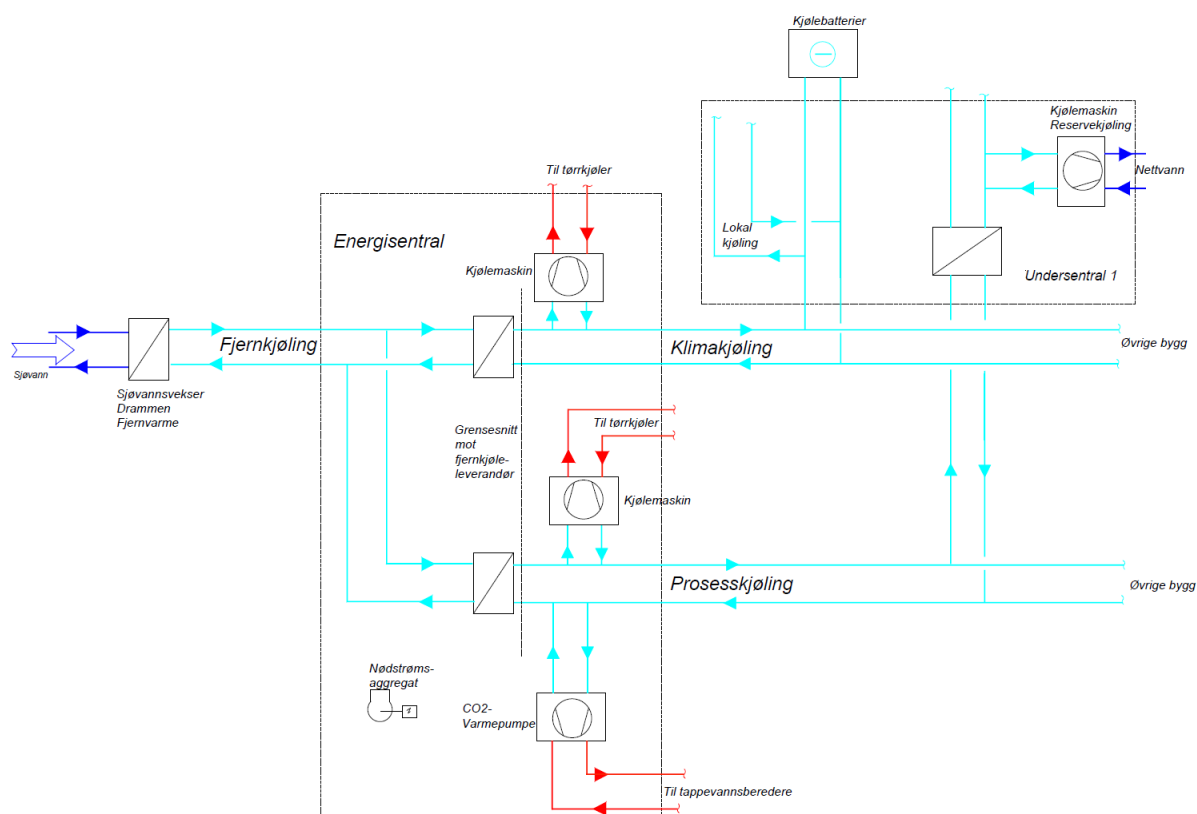 Kjølebatterier
Kjølemaskin
Reservekjøling
Nettvann
Til tørrkjøler
Lokal
kjøling
Undersentral 1
Energisentral
Kjølemaskin
Fjernkjøling
Klimakjøling
Øvrige bygg
Sjøvann
Sjøvannsvekser
Drammen
Fjernvarme
Grensesnitt
mot
fjernkjøle-
leverandør
Til tørrkjøler
Kjølemaskin
Prosesskjøling
Øvrige bygg
Nødstrøms-
aggregat
CO2-
Varmepumpe
Til tappevannsberedere